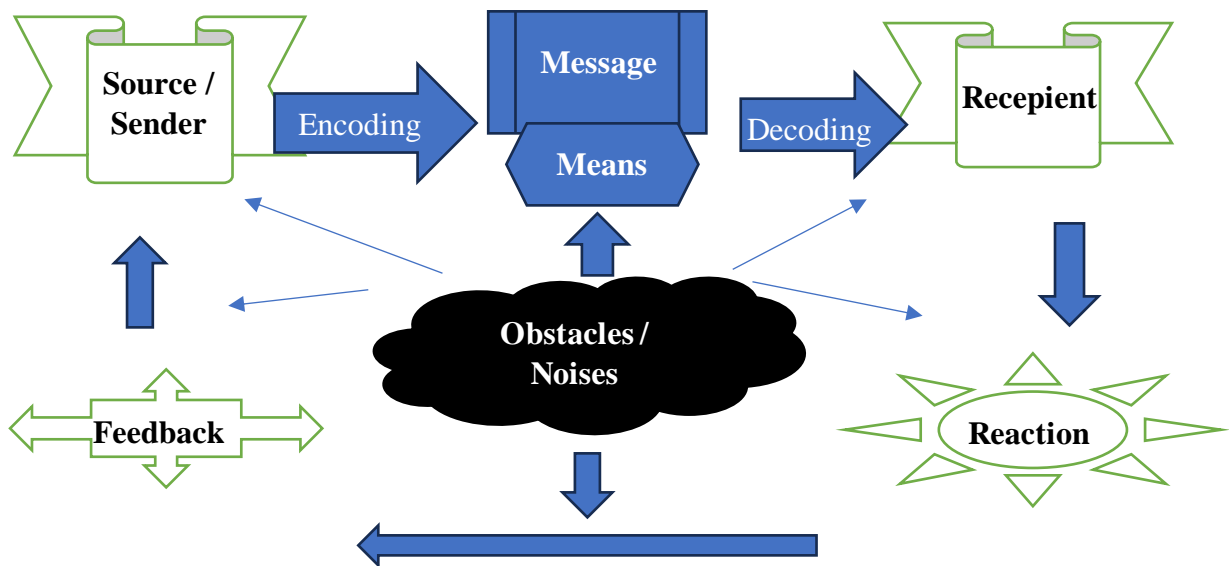 Source /
Sender
Encoding
Message
Means
Decoding
Recepient
Obstacles /
Noises
Feedback
Reaction